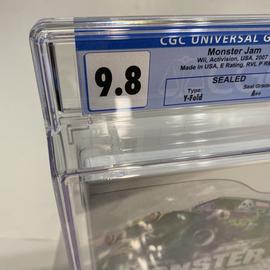 CGC UNIVERSAL G
Monster Jam
Wii, Activision, USA, 2007
Made in USA, E Rating, RVL P R
9.8
SEALED
Type:
Seal Grade
Y-Fold
A++
MONSTER